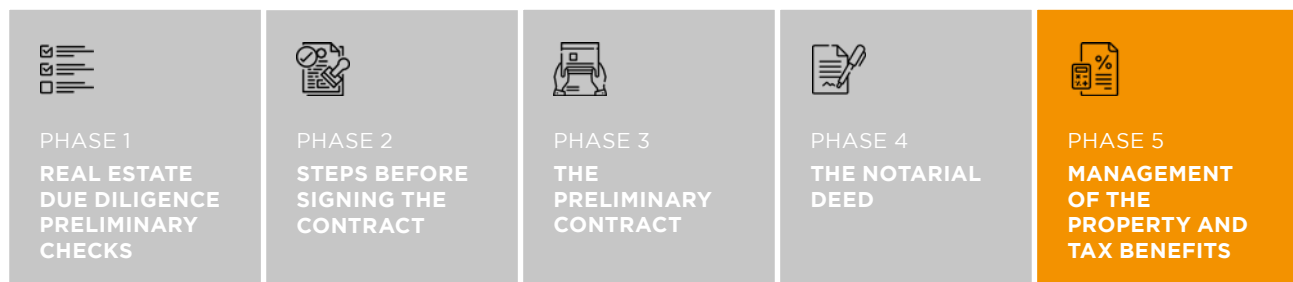 PHASE 1
REAL ESTATE
DUE DILIGENCE
PRELIMINARY
CHECKS
PHASE 2
STEPS BEFORE
SIGNING THE
CONTRACT
PHASE 3
THE
PRELIMINARY
CONTRACT
PHASE 4
THE NOTARIAL
DEED
%
PHASE 5
MANAGEMENT
OF THE
PROPERTY AND
TAX BENEFITS